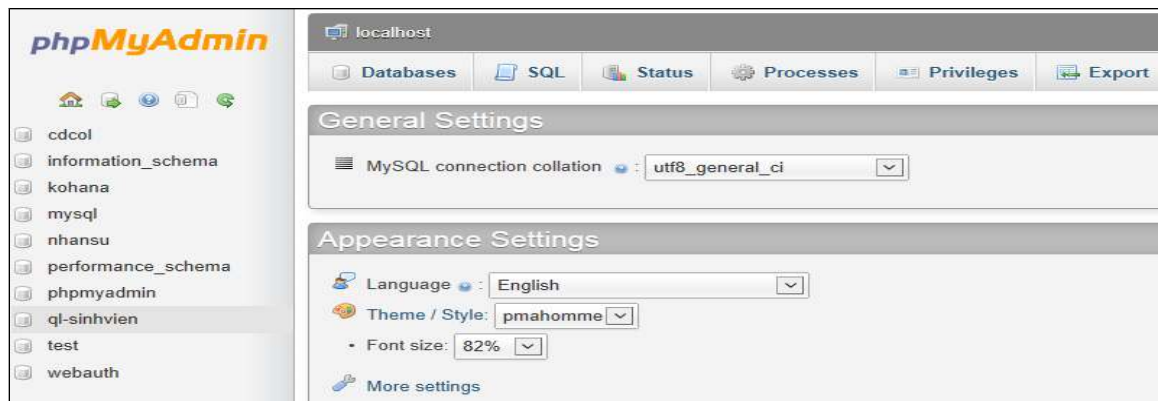 phpMyAdmin
cdcol
information_schema
kohana
mysql
nhansu
performance_schema
phpmyadmin
ql-sinhvien
test
webauth
localhost
Databases SQL Status Processes Privileges Export
General Settings
MySQL connection collation : utf8_general_ci
Appearance Settings
Language : English
Theme / Style: pmahomme
• Font size: 82%
More settings